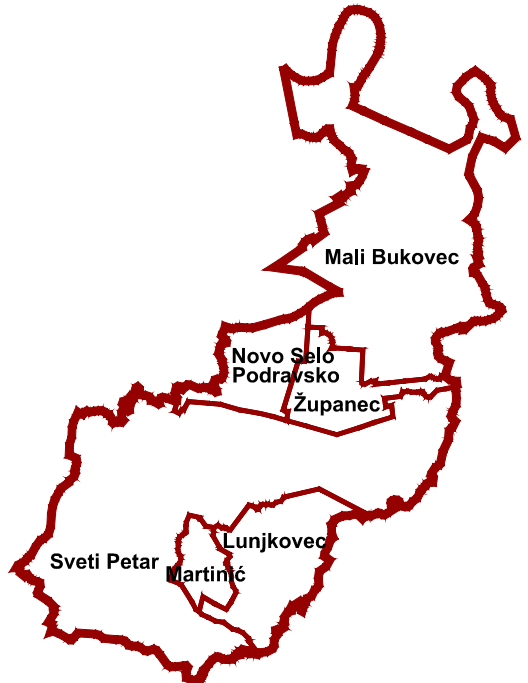 Mali Bukovec
Novo Selo
Podravsko
Županec
Lunjkovec
Sveti Petar
Martinić